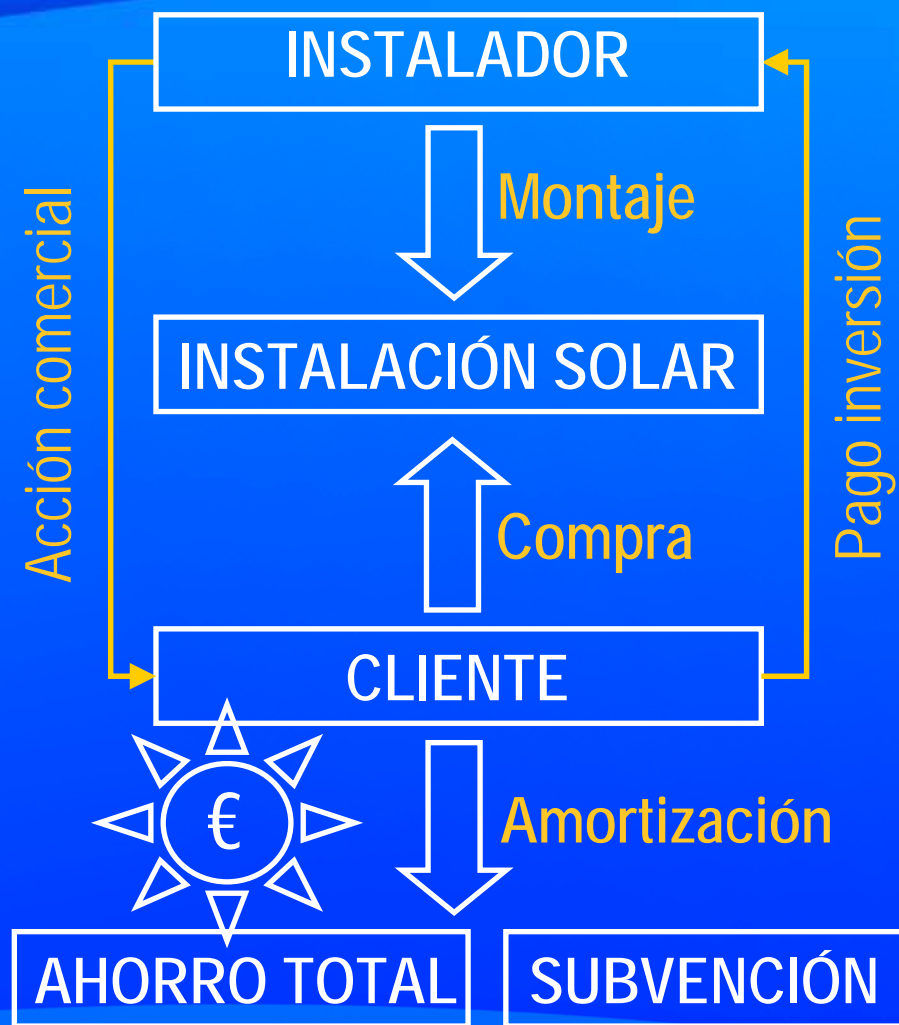 INSTALADOR
Montaje
Acción comercial
Pago inversión
INSTALACIÓN SOLAR
Compra
CLIENTE
€
Amortización
AHORRO TOTAL
SUBVENCIÓN